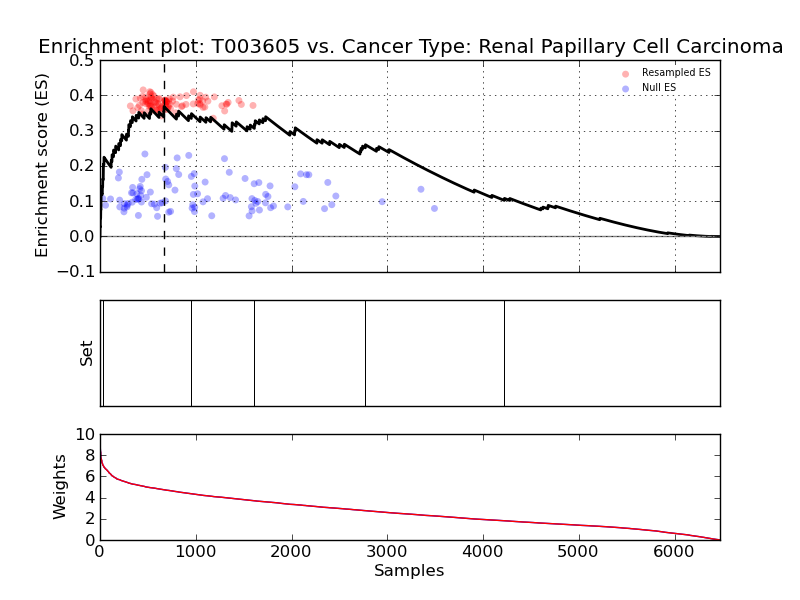 Enrichment plot: T003605 vs. Cancer Type: Renal Papillary Cell Carcinoma
0.5
0.4
0.3
0.2
0.1
0.0
−0.1
Enrichment score (ES)
Resampled ES
Null ES
Set
10
8
6
4
2
0
Weights
0 1000 2000 3000 4000 5000 6000
Samples